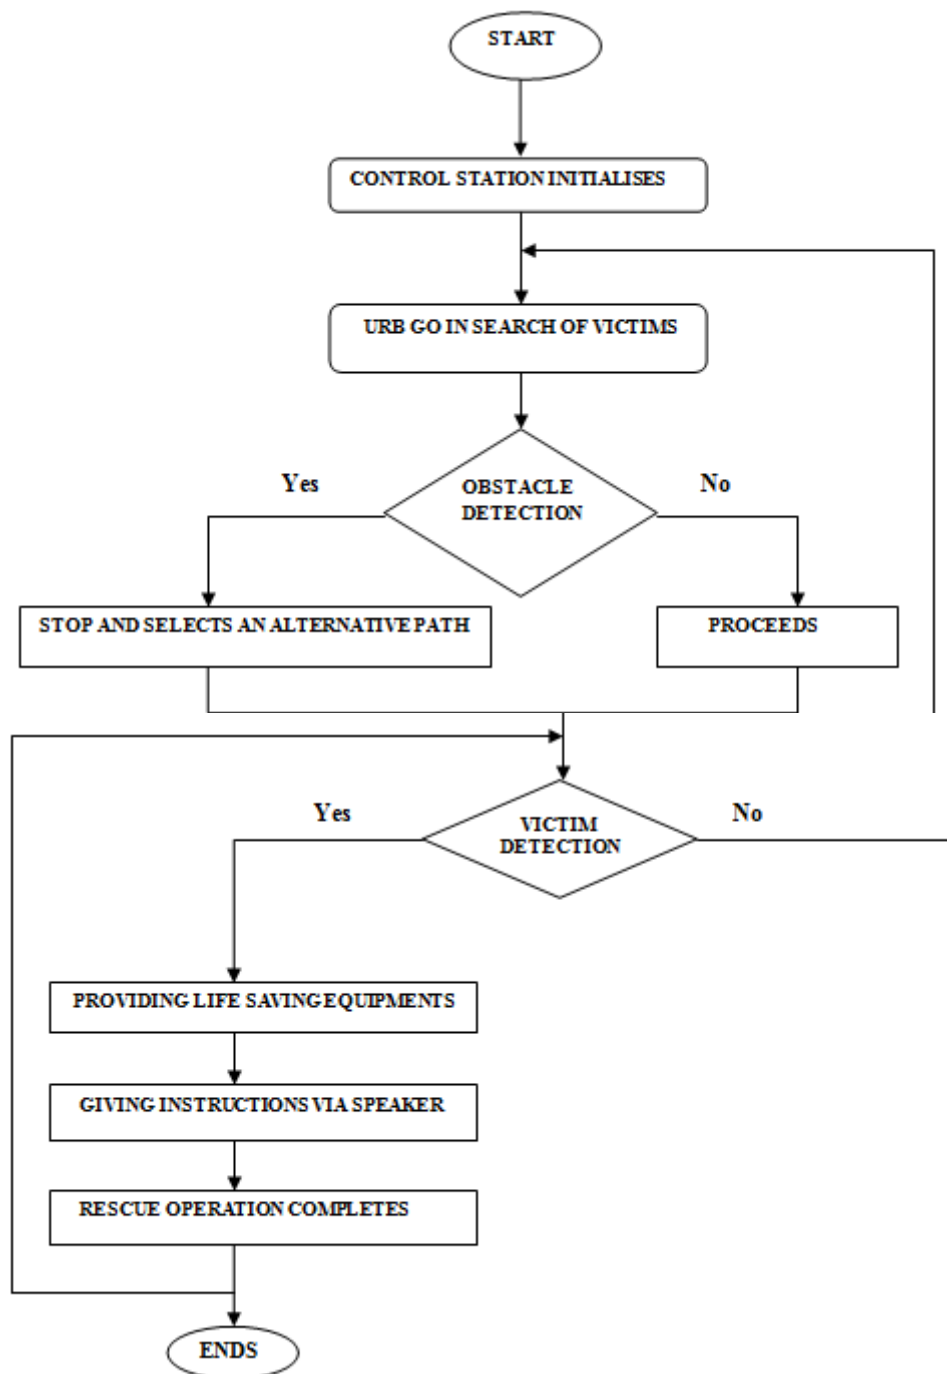 START
CONTROL STATION INITIALISES
URB GO IN SEARCH OF VICTIMS
Yes
OBSTACLE
DETECTION
No
STOP AND SELECTS AN ALTERNATIVE PATH
PROCEEDS
Yes
VICTIM
DETECTION
No
PROVIDING LIFE SAVING EQUIPMENTS
GIVING INSTRUCTIONS VIA SPEAKER
RESCUE OPERATION COMPLETES
ENDS